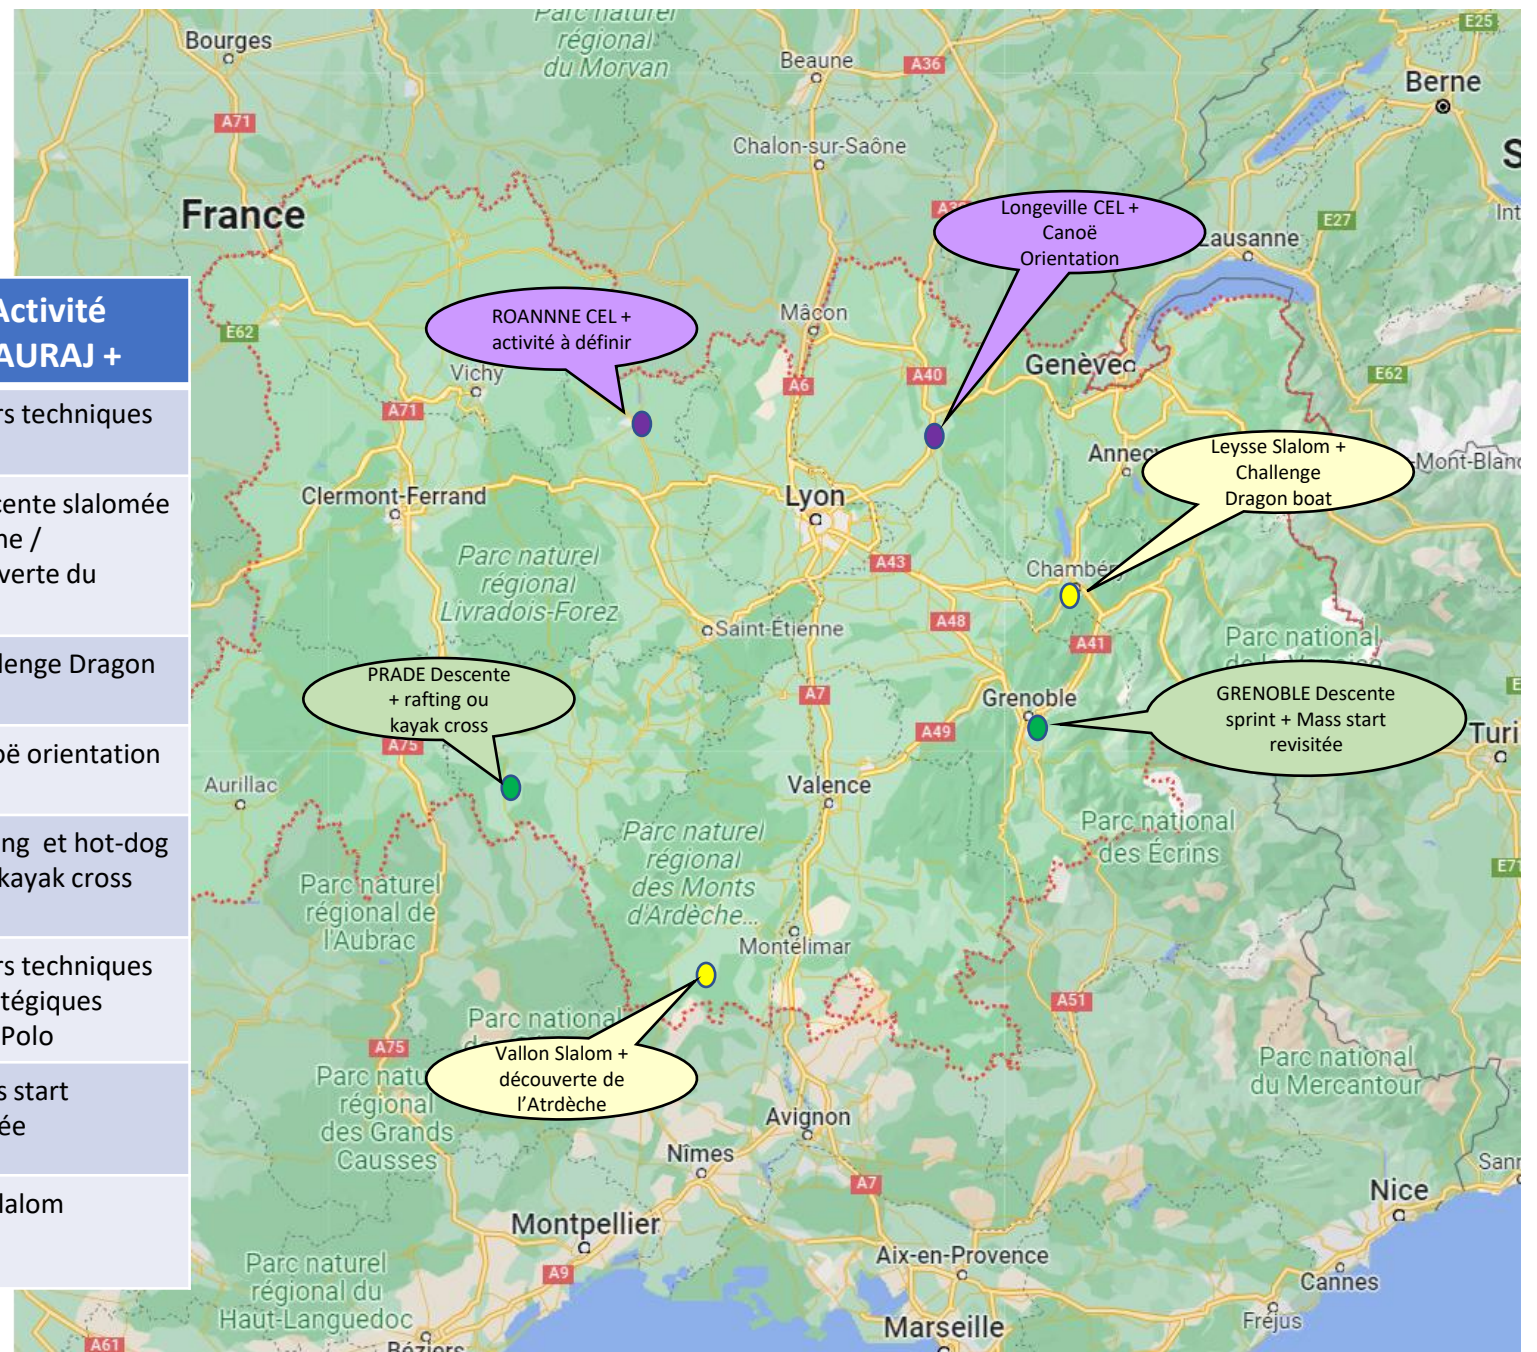 Parc naturel
régional
du Morvan
E25
Bourges
Beaune
A36
Berne
A71
Chalon-sur-Saône
France
Longeville CEL +
Canoë
Orientation
E27
Lausanne
Activité
AURAJ +
rs techniques
cente slalomée
ne /
verte du
llenge Dragon
oë orientation
ing et hot-dog
kayak cross
rs techniques
tégiques
Polo
s start
ée
lalom
E62
ROANNNE CEL +
activité à définir
Mâcon
Vichy
A6
A40
Genève
E62
A71
Annecy
Leysse Slalom +
Challenge
Dragon boat
Mont-Blanc
Clermont-Ferrand
Lyon
Parc naturel
régional
Livradois-Forez
A43
Chambéry
Saint-Étienne
A48
A41
Parc national
de la Vanoise
PRADE Descente
+ rafting ou
kayak cross
A7
Grenoble
GRENOBLE Descente
sprint + Mass start
revisitée
A75
A49
Turi
Aurillac
Valence
Parc naturel
régional
des Monts
d'Ardèche...
Parc national
des Écrins
E71
Parc naturel
régional de
l'Aubrac
Montélimar
A51
Parc national
A75
Vallon Slalom +
découverte de
l’Atrdèche
Parc natu
régional
des Grands
Causses
Parc national
du Mercantour
Avignon
Nîmes
A7
Nice
Montpellier
Aix-en-Provence
Parc naturel
régional du
Haut-Languedoc
A9
Cannes
Fréjus
Marseille
A61
Béziers